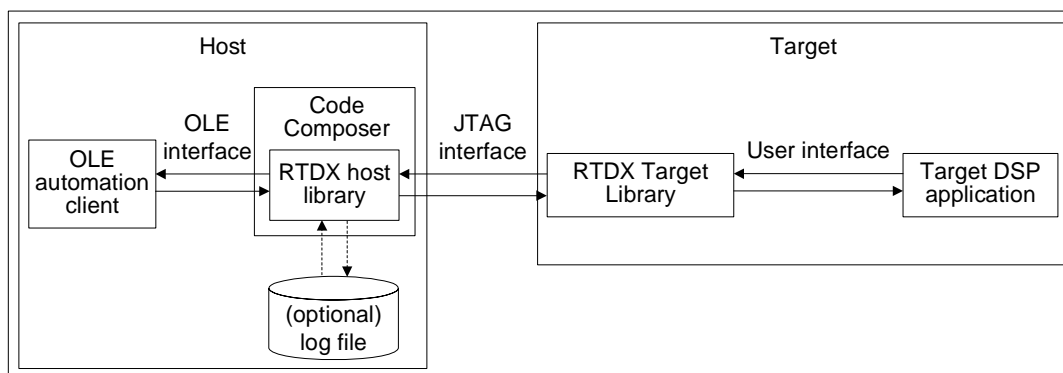 Host
Target
Code
Composer
OLE
interface
JTAG
interface
OLE
automation
client
RTDX host
library
RTDX Target
Library
User interface
Target DSP
application
(optional)
log file